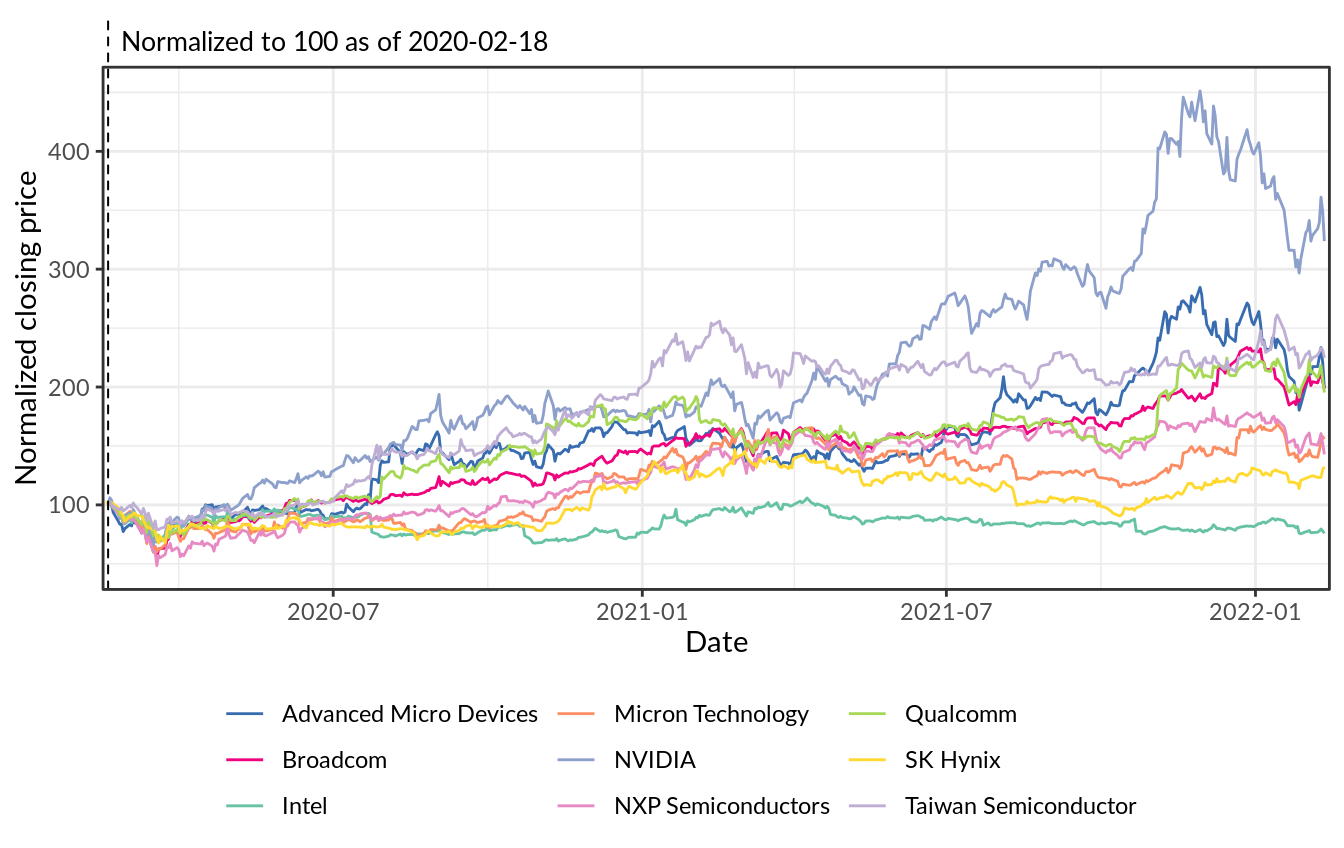 Normalized to 100 as of 2020-02-18
Normalized closing price
400
300
200
100
2020-07
2021-01
2021-07
2022-01
Date
Advanced Micro Devices
Micron Technology
Qualcomm
Broadcom
NVIDIA
SK Hynix
Intel
NXP Semiconductors
Taiwan Semiconductor